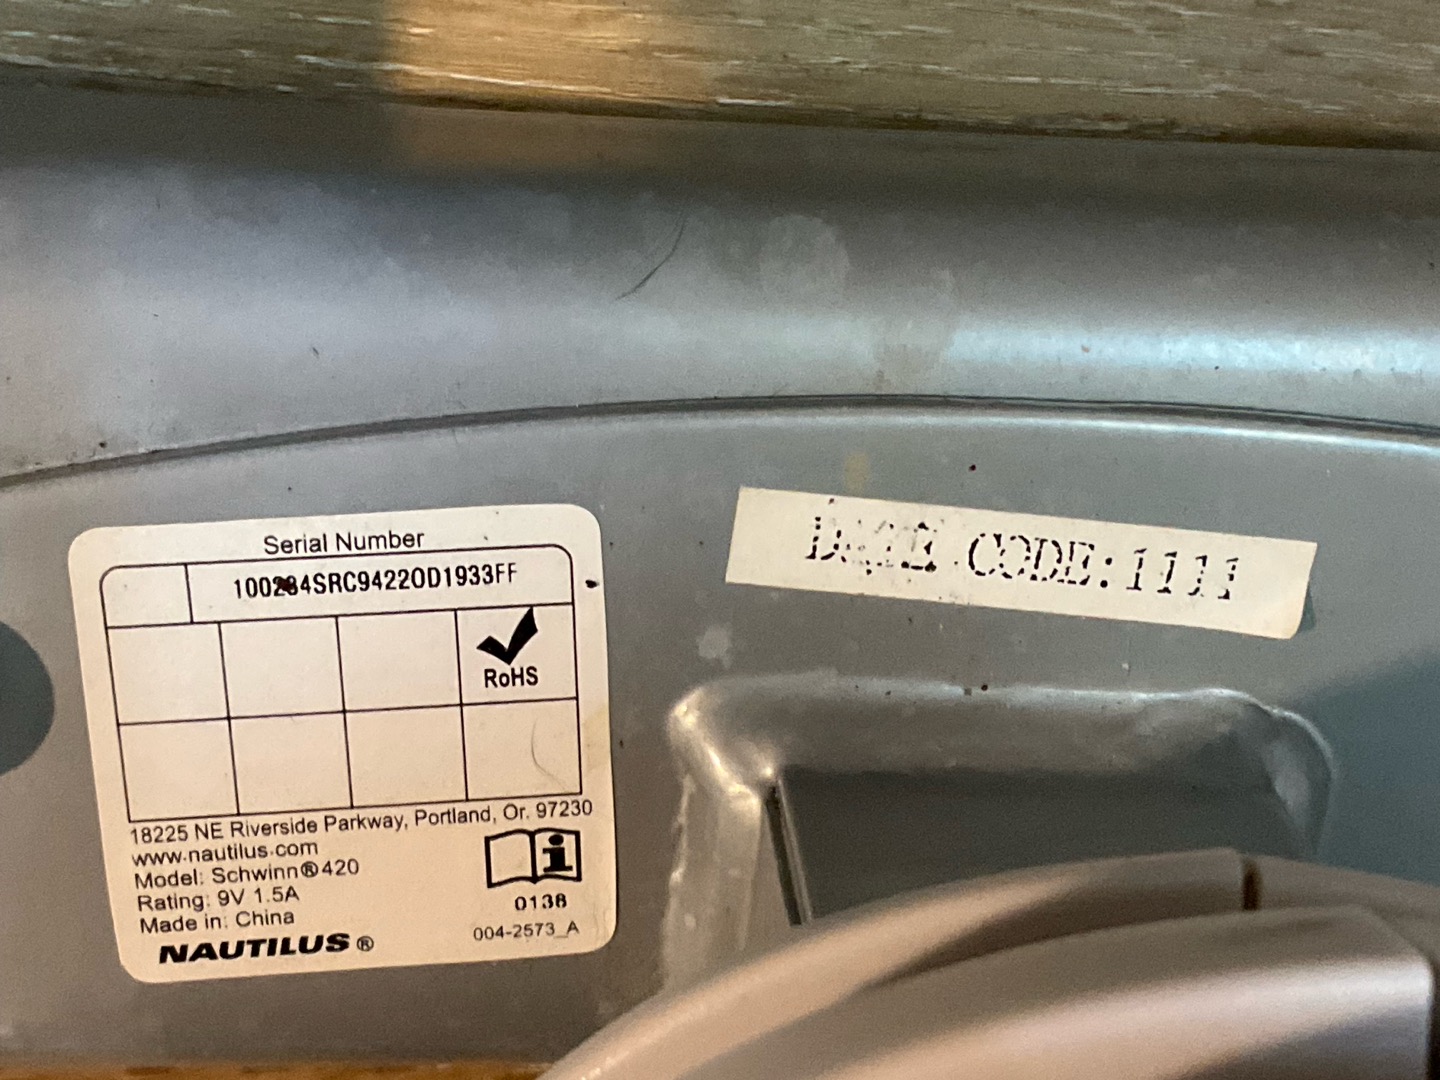 Serial Number
100284SRC94220D1933FF
RoHS
18225 NE Riverside Parkway, Portland, Or. 97230
www.nautilus.com
Model: Schwinn®420
Rating: 9V 1.5A
Made in: China
NAUTILUS®
0138
004-2573_A
DATE CODE:1111